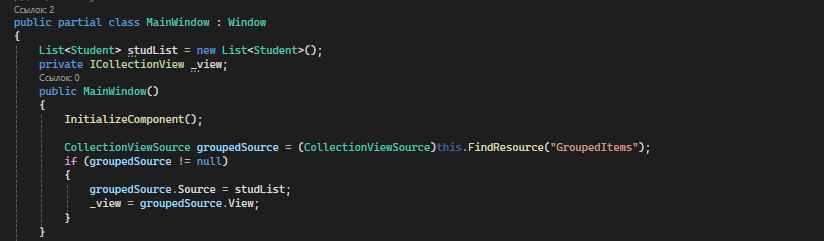 Ссылок: 2
public partial class MainWindow : Window
{
List<Student> studList = new List<Student>();
private ICollectionView _view;
Ссылок: 0
public MainWindow()
{
InitializeComponent();
CollectionViewSource groupedSource = (CollectionViewSource)this.FindResource("GroupedItems");
if (groupedSource != null)
{
groupedSource.Source = studList;
_view = groupedSource.View;
}
}